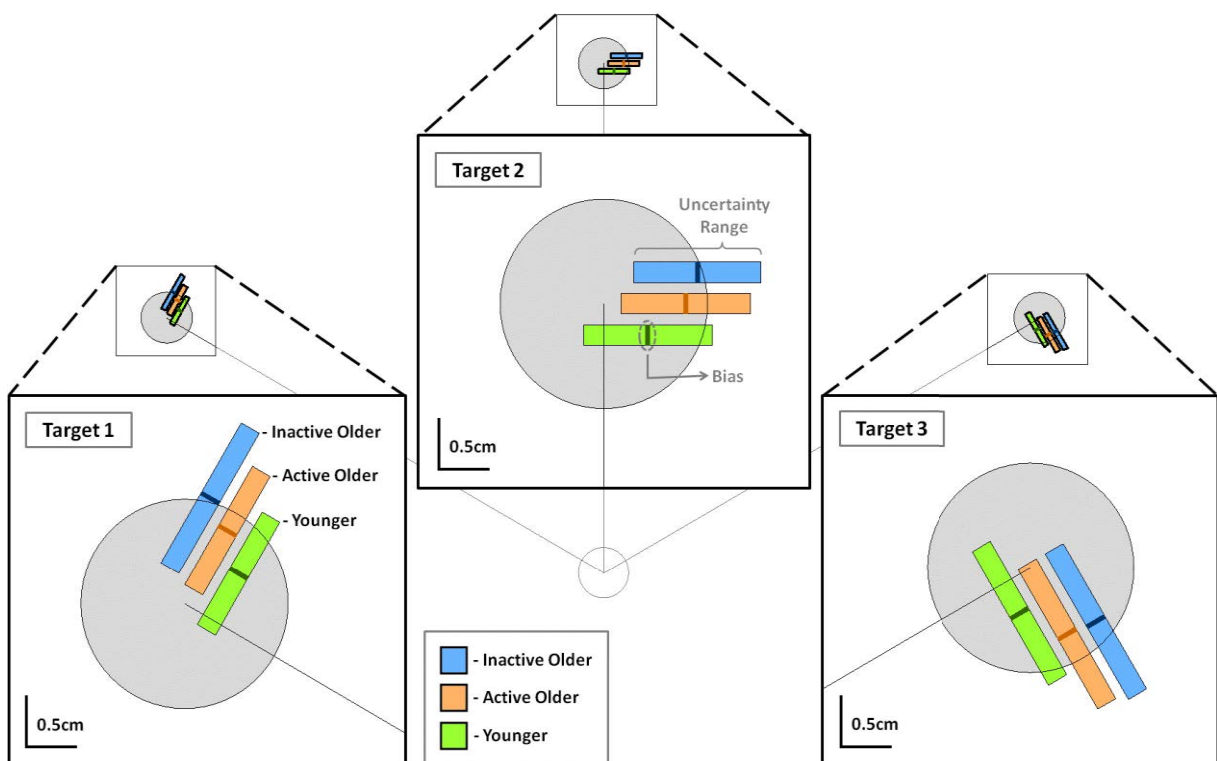 Target 2
Uncertainty
Range
Bias
0.5cm
Target 1
- Inactive Older
- Active Older
- Younger
0.5cm
Target 3
0.5cm
- Inactive Older
- Active Older
- Younger